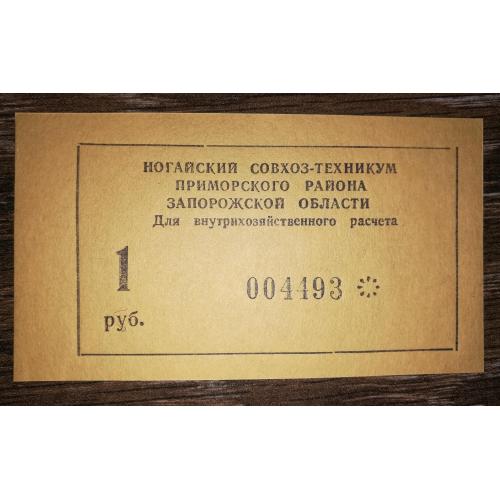 НОГАЙСКИЙ СОВХОЗ-ТЕХНИКУМ
ПРИМОРСКОГО РАЙОНА
ЗАПОРОЖСКОЙ ОБЛАСТИ
Для внутрихозяйственного расчета
1
руб.
004493